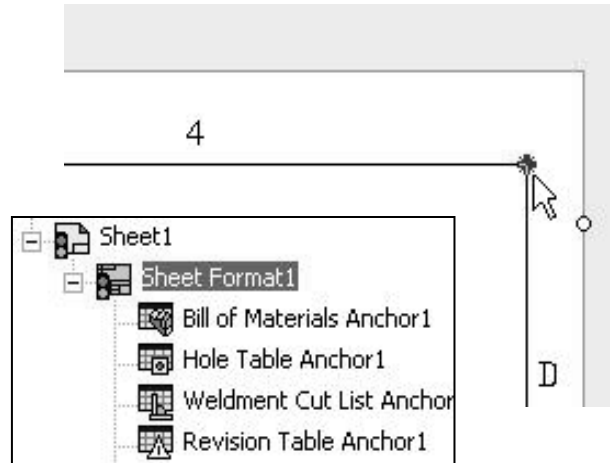 4
Sheet1
Sheet Format1
Bill of Materials Anchor1
Hole Table Anchor1
D
Weldment Cut List Anchor
Revision Table Anchor1